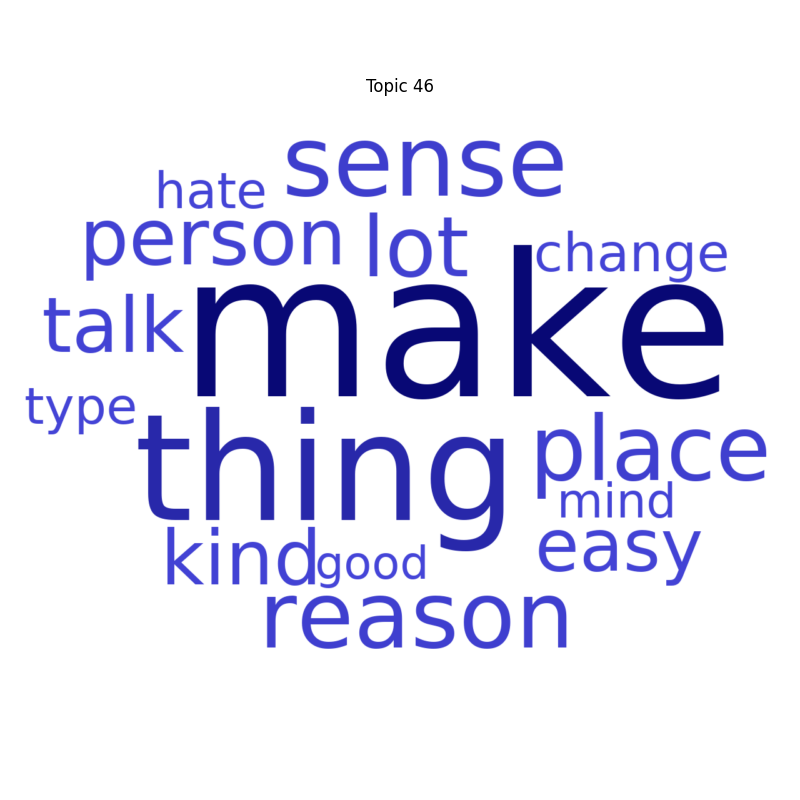 Topic 46
sense
hate
person lot
change
make
talk
type
thing
place
mind
easy
kind
good
reason